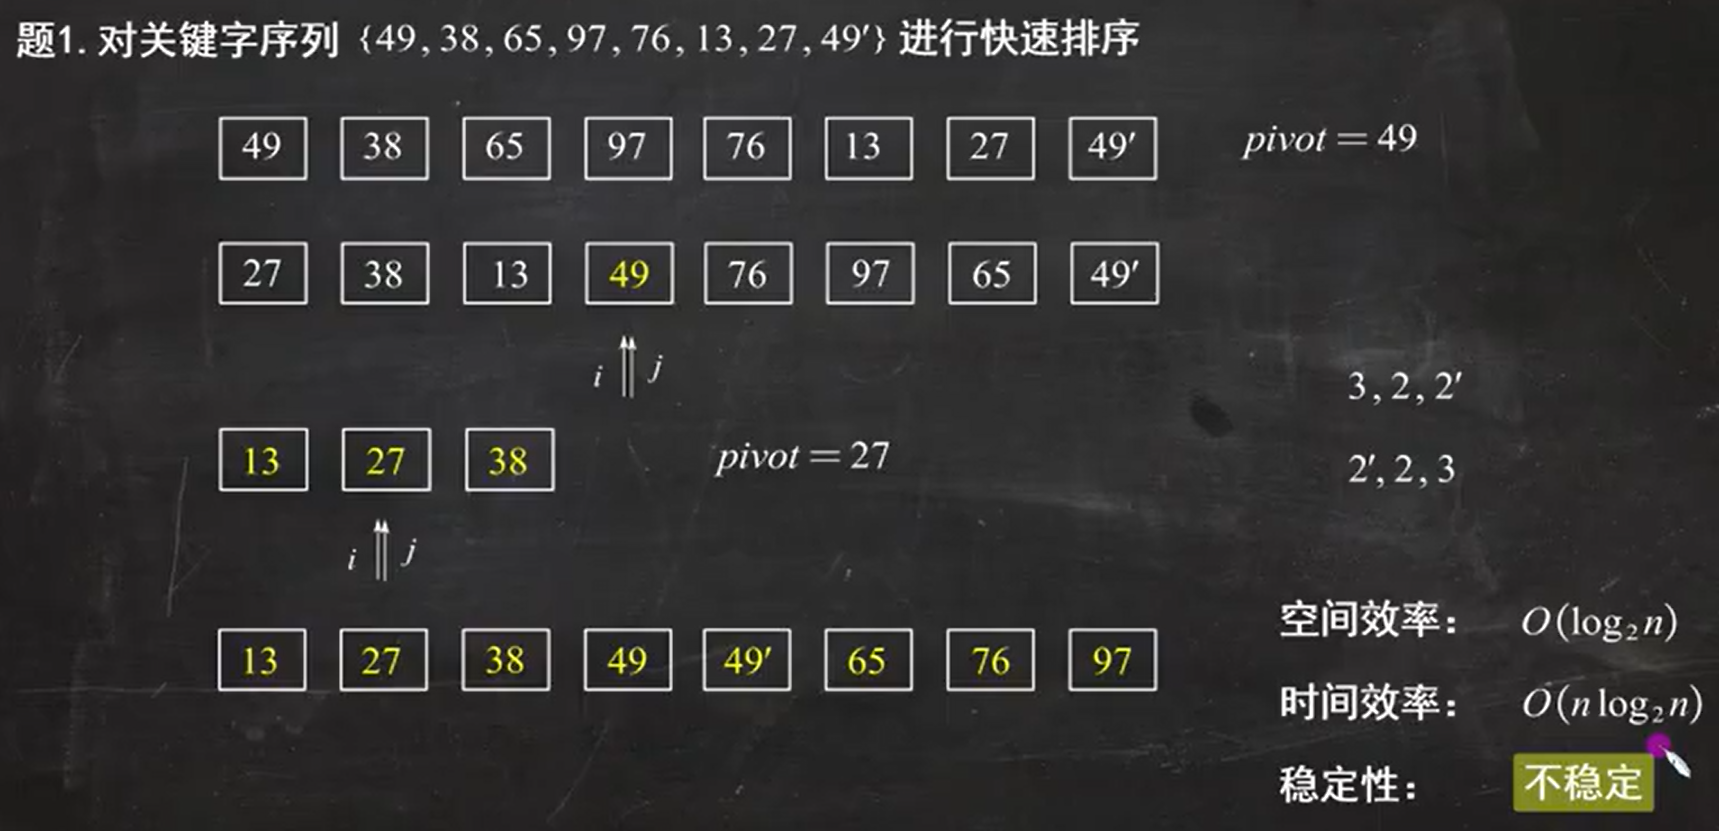 题1. 对关键字序列 {49, 38, 65, 97, 76, 13, 27, 49′} 进行快速排序
49 38 65 97 76 13 27 49′ pivot = 49
27 38 13 49 76 97 65 49′
i j
3, 2, 2′
13 27 38 pivot = 27
2′, 2, 3
i j
空间效率： O(log₂n)
13 27 38 49 49′ 65 76 97
时间效率： O(n log₂n)
稳定性： 不稳定